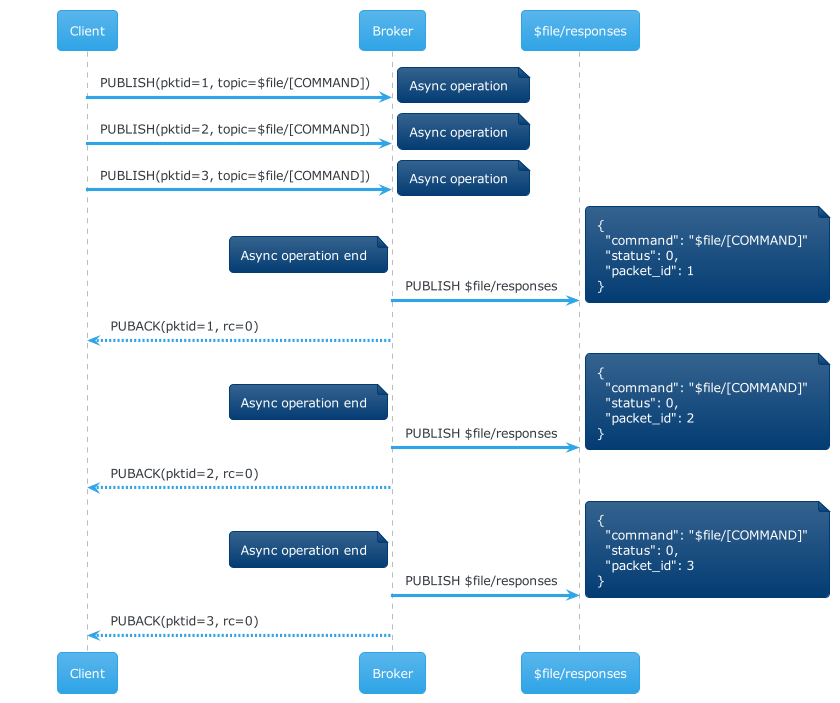 Client
Broker
$file/responses
PUBLISH(pktid=1, topic=$file/[COMMAND])
Async operation
PUBLISH(pktid=2, topic=$file/[COMMAND])
Async operation
PUBLISH(pktid=3, topic=$file/[COMMAND])
Async operation
{
"command": "$file/[COMMAND]"
"status": 0,
"packet_id": 1
}
Async operation end
PUBLISH $file/responses
PUBACK(pktid=1, rc=0)
{
"command": "$file/[COMMAND]"
"status": 0,
"packet_id": 2
}
Async operation end
PUBLISH $file/responses
PUBACK(pktid=2, rc=0)
{
"command": "$file/[COMMAND]"
"status": 0,
"packet_id": 3
}
Async operation end
PUBLISH $file/responses
PUBACK(pktid=3, rc=0)
Client
Broker
$file/responses